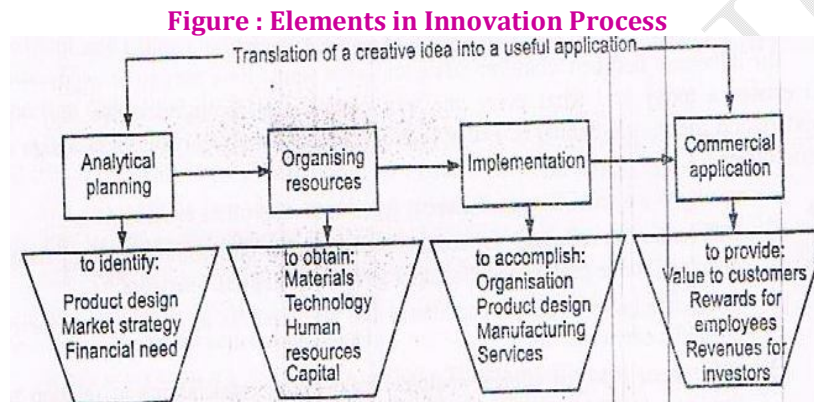 Figure : Elements in Innovation Process
Translation of a creative idea into a useful application
Analytical
planning
Organising
resources
Implementation
Commercial
application
to identify:
Product design
Market strategy
Financial need
to obtain:
Materials
Technology
Human
resources
Capital
to accomplish:
Organisation
Product design
Manufacturing
Services
to provide:
Value to customers
Rewards for
employees
Revenues for
investors